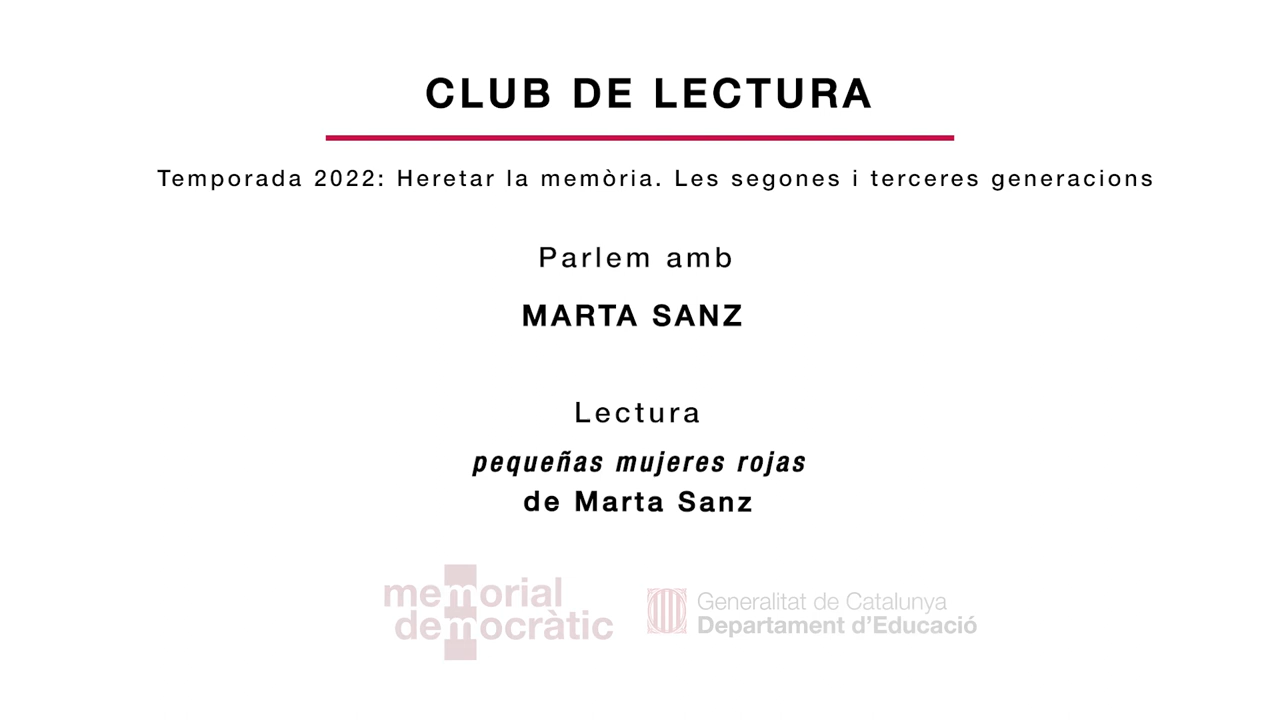 CLUB DE LECTURA
Temporada 2022: Heretar la memòria. Les segones i terceres generacions
Parlem amb
MARTA SANZ
Lectura
pequeñas mujeres rojas
de Marta Sanz
memorial
democràtic
Generalitat de Catalunya
Departament d'Educació